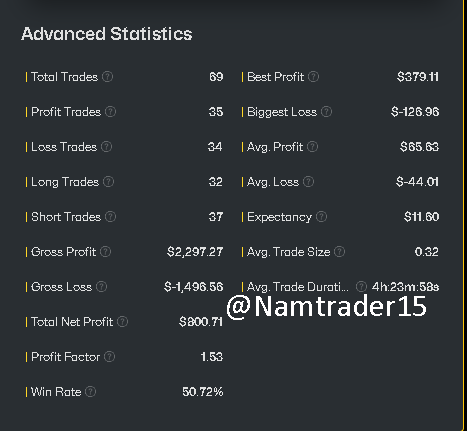 Advanced Statistics
Total Trades 69
Profit Trades 35
Loss Trades 34
Long Trades 32
Short Trades 37
Gross Profit $2,297.27
Gross Loss $-1,496.56
Total Net Profit $800.71
Profit Factor 1.53
Win Rate 50.72%
Best Profit $379.11
Biggest Loss $-126.96
Avg. Profit $65.63
Avg. Loss $-44.01
Expectancy $11.60
Avg. Trade Size 0.32
Avg. Trade Durati... 4h:23m:58s
@Namtrader15